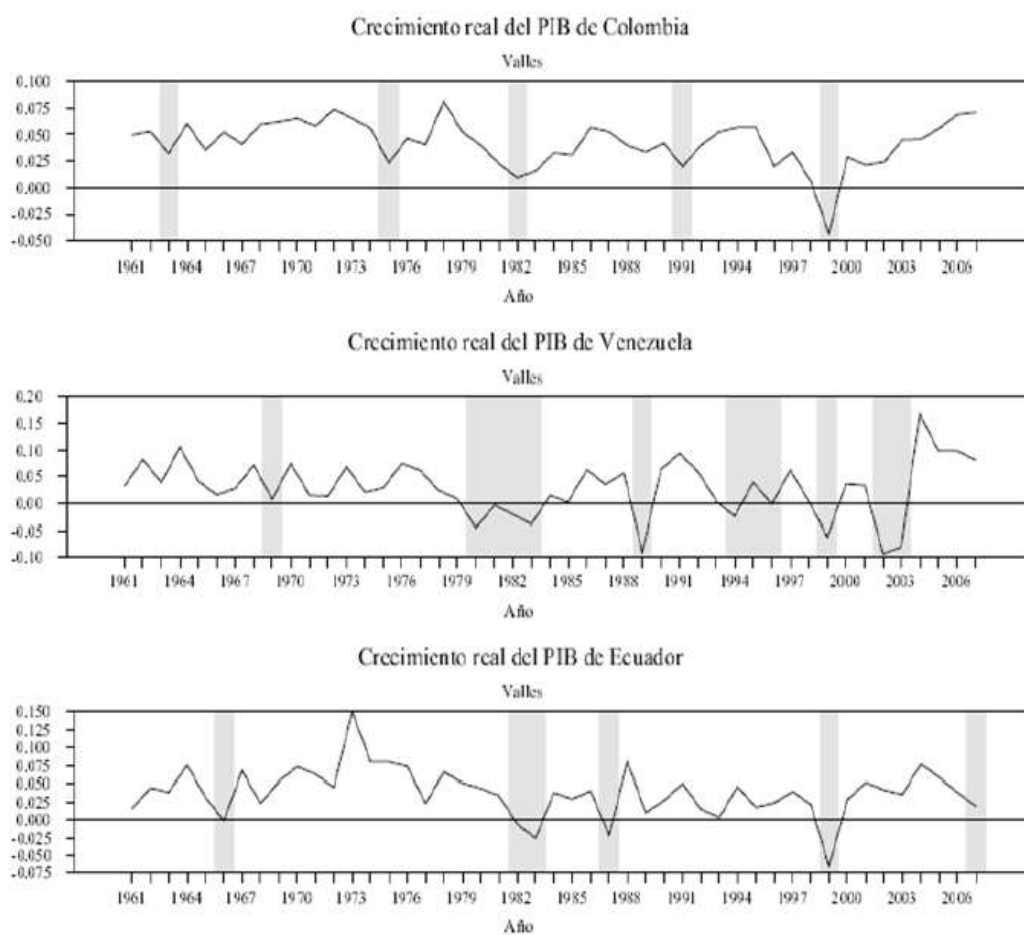 Crecimiento real del PIB de Colombia
Valles
0.100
0.075
0.050
0.025
0.000
-0.025
-0.050
1961 1964 1967 1970 1973 1976 1979 1982 1985 1988 1991 1994 1997 2000 2003 2006
Año
Crecimiento real del PIB de Venezuela
Valles
0.20
0.15
0.10
0.05
0.00
-0.05
-0.10
1961 1964 1967 1970 1973 1976 1979 1982 1985 1988 1991 1994 1997 2000 2003 2006
Año
Crecimiento real del PIB de Ecuador
Valles
0.150
0.125
0.100
0.075
0.050
0.025
0.000
-0.025
-0.050
-0.075
1961 1964 1967 1970 1973 1976 1979 1982 1985 1988 1991 1994 1997 2000 2003 2006
Año